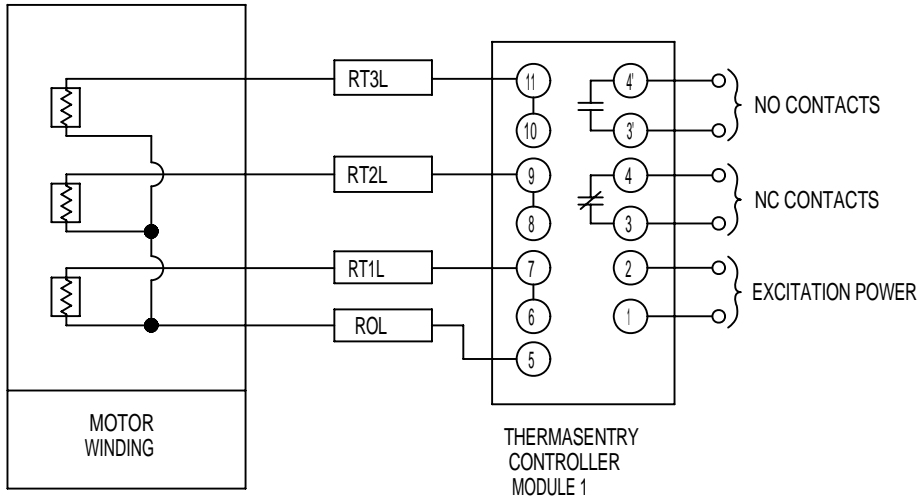 RT3L
11
4'
NO CONTACTS
10
3'
RT2L
9
4
NC CONTACTS
8
3
RT1L
7
2
EXCITATION POWER
6
1
ROL
5
MOTOR
WINDING
THERMASENTRY
CONTROLLER
MODULE 1